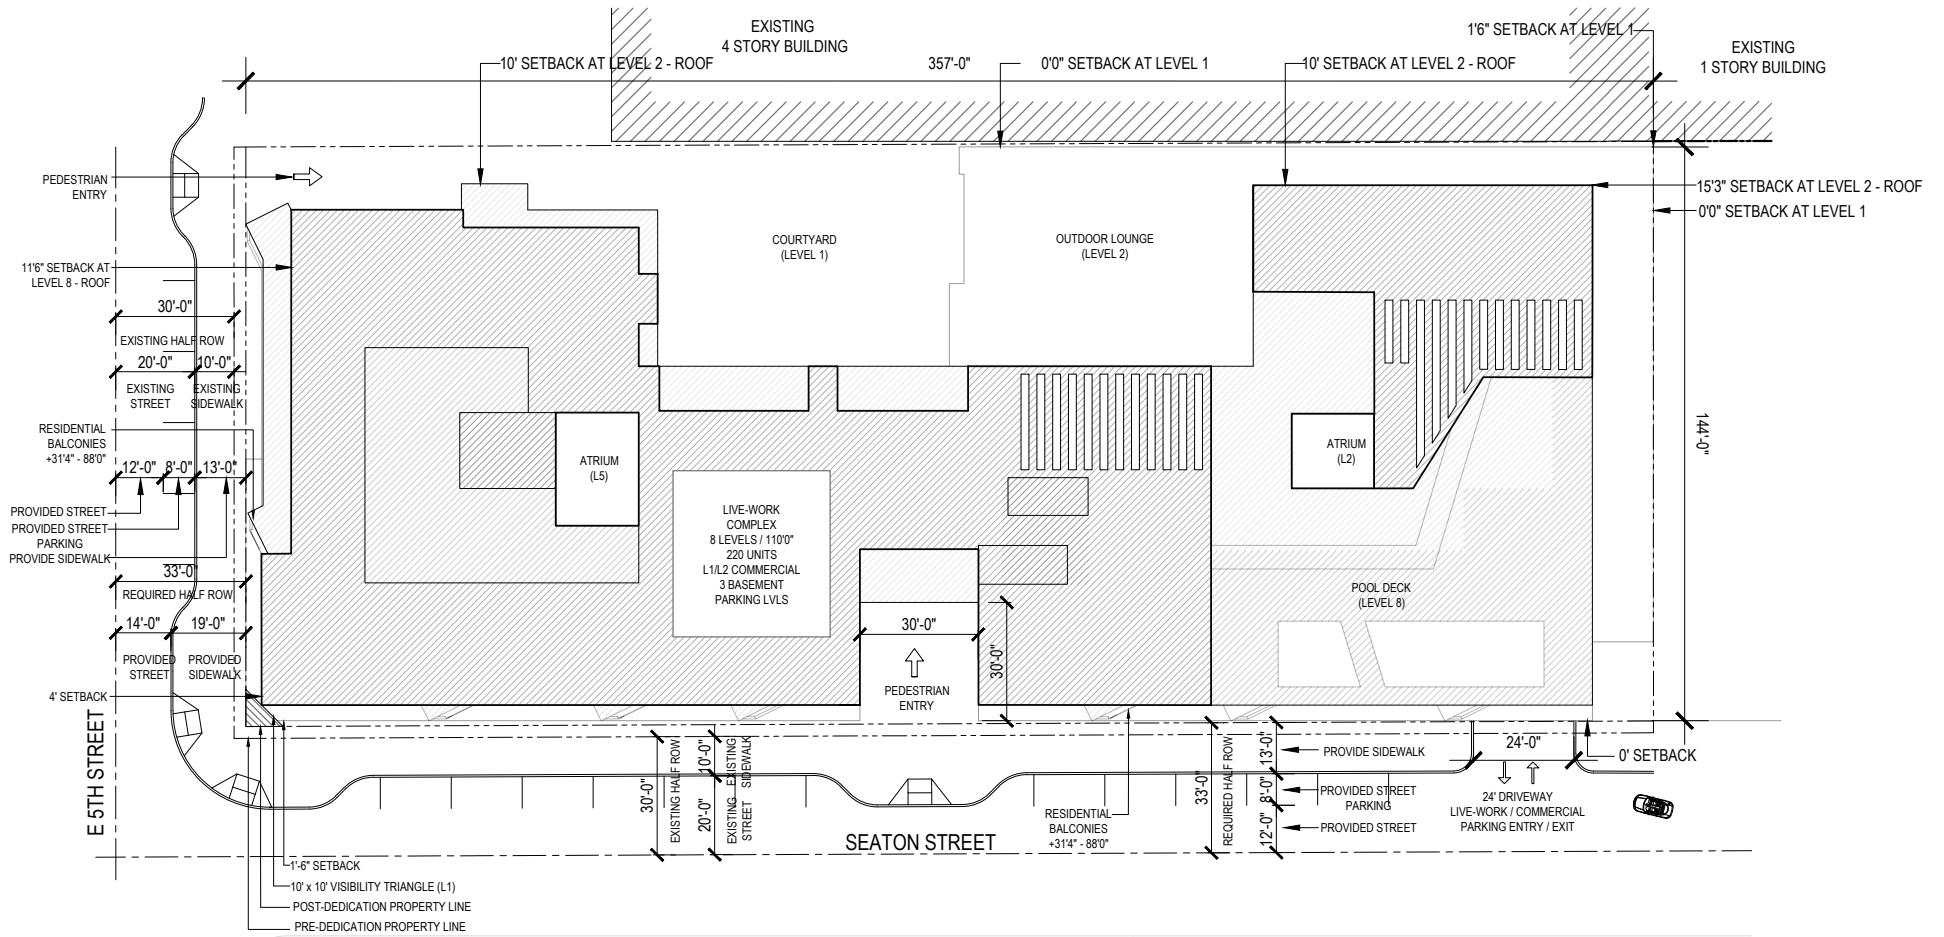 EXISTING
4 STORY BUILDING
1'6" SETBACK AT LEVEL 1
EXISTING
1 STORY BUILDING
10' SETBACK AT LEVEL 2 - ROOF
357'-0"
0'0" SETBACK AT LEVEL 1
10' SETBACK AT LEVEL 2 - ROOF
PEDESTRIAN
ENTRY
15'3" SETBACK AT LEVEL 2 - ROOF
0'0" SETBACK AT LEVEL 1
COURTYARD
(LEVEL 1)
OUTDOOR LOUNGE
(LEVEL 2)
11'6" SETBACK AT
LEVEL 8 - ROOF
30'-0"
EXISTING HALF ROW
20'-0"
10'-0"
EXISTING
STREET
EXISTING
SIDEWALK
RESIDENTIAL
BALCONIES
+31'4" - 88'0"
12'-0"
8'-0"
13'-0"
PROVIDED STREET
PROVIDED STREET
PARKING
PROVIDE SIDEWALK
33'-0"
REQUIRED HALF ROW
14'-0"
19'-0"
PROVIDED
STREET
PROVIDED
SIDEWALK
4' SETBACK
ATRIUM
(L5)
LIVE-WORK
COMPLEX
8 LEVELS / 110'0"
220 UNITS
L1/L2 COMMERCIAL
3 BASEMENT
PARKING LVLS
ATRIUM
(L2)
144'-0"
POOL DECK
(LEVEL 8)
30'-0"
30'-0"
PEDESTRIAN
ENTRY
E 5TH STREET
30'-0"
EXISTING HALF ROW
10'-0"
EXISTING
SIDEWALK
20'-0"
EXISTING
STREET
SEATON STREET
RESIDENTIAL
BALCONIES
+31'4" - 88'0"
33'-0"
REQUIRED HALF ROW
13'-0"
PROVIDE SIDEWALK
8'-0"
PROVIDED STREET
PARKING
12'-0"
PROVIDED STREET
24'-0"
0' SETBACK
24' DRIVEWAY
LIVE-WORK / COMMERCIAL
PARKING ENTRY / EXIT
1'-6" SETBACK
10' x 10' VISIBILITY TRIANGLE (L1)
POST-DEDICATION PROPERTY LINE
PRE-DEDICATION PROPERTY LINE